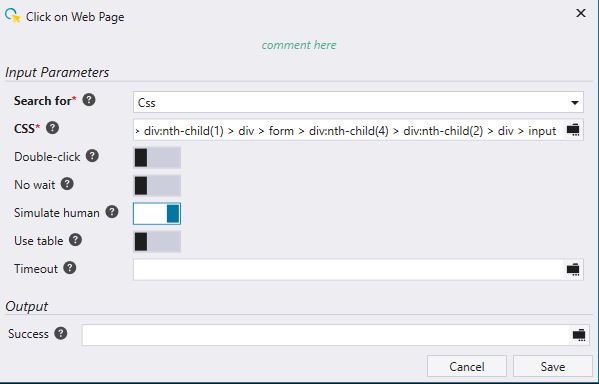 Click on Web Page
comment here
Input Parameters
Search for* ?
Css
CSS* ?
> div:nth-child(1) > div > form > div:nth-child(4) > div:nth-child(2) > div > input
Double-click ?
No wait ?
Simulate human ?
Use table ?
Timeout ?
Output
Success ?
Cancel
Save